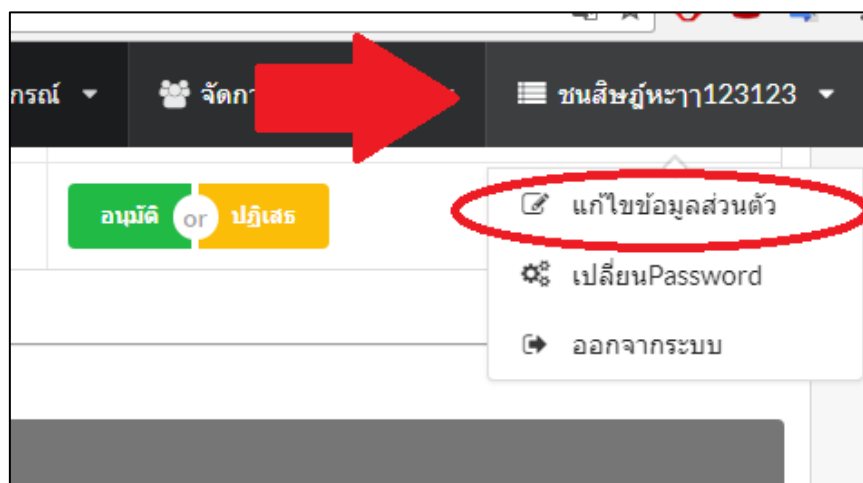 กรณ์
จัดกา
ชนสิษฎ์หะๅๅ123123
อนุมัติ or ปฏิเสธ
แก้ไขข้อมูลส่วนตัว
เปลี่ยนPassword
ออกจากระบบ